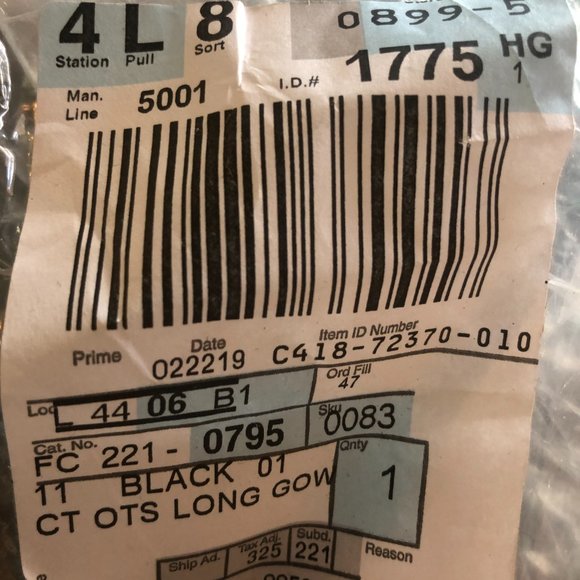 4 L 8 0899-5
Station Pull Sort
1775 HG
1
I.D.#
Man.
Line 5001
Prime Date Item ID Number
022219 C418-72370-010
Ord Fill
47
Loc L 44 06 B1
Sku
0083
Cat. No.
FC 221- 0795
Qnty
1
11 BLACK 01
CT OTS LONG GOW
Ship Ad. Tax Adj. Subd. Reason
325 221